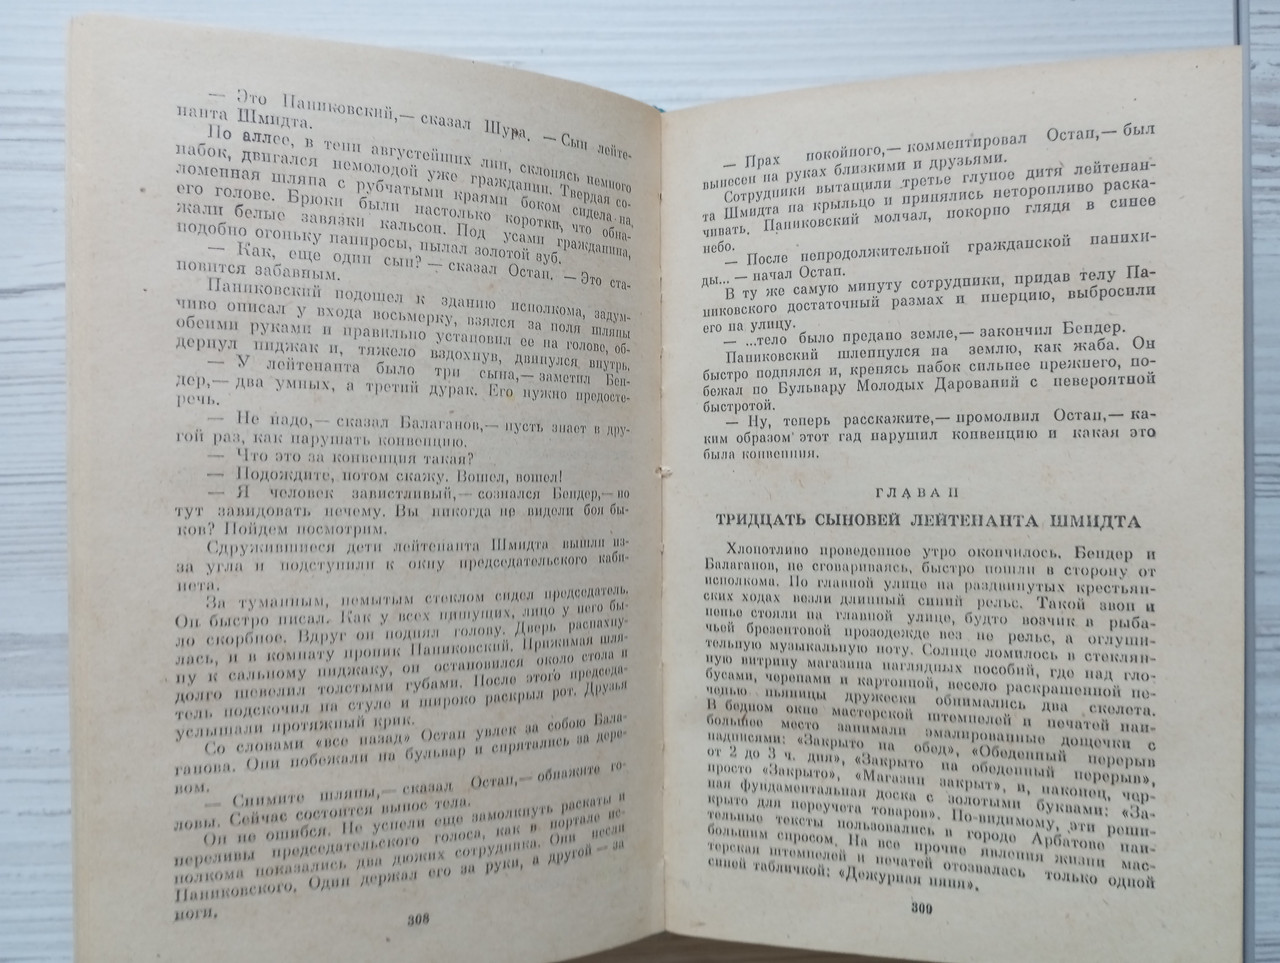 — Это Паниковский,— сказал Шура. — Сын лейте-
нанта Шмидта.
По аллее, в тени августейших лип, склонясь немного
набок, двигался немолодой уже гражданин. Твердая со-
ломенная шляпа с рубчатыми краями боком сидела на
его голове. Брюки были настолько коротки, что обна-
жали белые завязки кальсон. Под усами гражданина,
подобно огоньку папиросы, пылал золотой зуб.
— Как, еще один сын? — сказал Остап. — Это ста-
новится забавным.
Паниковский подошел к зданию исполкома, задум-
чиво описал у входа восьмерку, взялся за поля шляпы
обеими руками и правильно установил ее на голове, об-
дернул пиджак и, тяжело вздохнув, двинулся внутрь.
— У лейтенанта было три сына,— заметил Бен-
дер,— два умных, а третий дурак. Его нужно предосте-
речь.
— Не надо,— сказал Балаганов,— пусть знает в дру-
гой раз, как нарушать конвенцию.
— Что это за конвенция такая?
— Подождите, потом скажу. Вошел, вошел!
— Я человек завистливый,— сознался Бендер,— но
тут завидовать нечему. Вы никогда не видели боя бы-
ков? Пойдем посмотрим.
Сдружившиеся дети лейтенанта Шмидта вышли из-
за угла и подступили к окну председательского каби-
нета.
За туманным, немытым стеклом сидел председатель.
Он быстро писал. Как у всех пишущих, лицо у него бы-
ло скорбное. Вдруг он поднял голову. Дверь распахну-
лась, и в комнату проник Паниковский. Прижимая шля-
пу к сальному пиджаку, он остановился около стола и
долго шевелил толстыми губами. После этого председа-
тель подскочил на стуле и широко раскрыл рот. Друзья
услышали протяжный крик.
Со словами «все назад» Остап увлек за собою Бала-
ганова. Они побежали на бульвар и спрятались за дере-
вом.
— Снимите шляпы,— сказал Остап,— обнажите го-
ловы. Сейчас состоится вынос тела.
Он не ошибся. Не успели еще замолкнуть раскаты и
переливы председательского голоса, как в портале ис-
полкома показались два дюжих сотрудника. Они несли
Паниковского. Один держал его за руки, а другой — за
ноги.
308
— Прах покойного,— комментировал Остап,— был
вынесен на руках близкими и друзьями.
Сотрудники вытащили третье глупое дитя лейтенан-
та Шмидта на крыльцо и принялись неторопливо раска-
чивать. Паниковский молчал, покорно глядя в синее
небо.
— После непродолжительной гражданской панихи-
ды... — начал Остап.
В ту же самую минуту сотрудники, придав телу Па-
никовского достаточный размах и инерцию, выбросили
его на улицу.
— ...тело было предано земле,— закончил Бендер.
Паниковский шлепнулся на землю, как жаба. Он
быстро поднялся и, кренясь набок сильнее прежнего, по-
бежал по Бульвару Молодых Дарований с невероятной
быстротой.
— Ну, теперь расскажите,— промолвил Остап,— ка-
ким образом этот гад нарушил конвенцию и какая это
была конвенция.
ГЛАВА II
ТРИДЦАТЬ СЫНОВЕЙ ЛЕЙТЕНАНТА ШМИДТА
Хлопотливо проведенное утро окончилось. Бендер и
Балаганов, не сговариваясь, быстро пошли в сторону от
исполкома. По главной улице на раздвинутых крестьян-
ских ходах везли длинный синий рельс. Такой звон и
пенье стояли на главной улице, будто возчик в рыба-
чьей брезентовой прозодежде вез не рельс, а оглуши-
тельную музыкальную ноту. Солнце ломилось в стеклян-
ную витрину магазина наглядных пособий, где над гло-
бусами, черепами и картонной, весело раскрашенной пе-
ченью пьяницы дружески обнимались два скелета.
В бедном окне мастерской штемпелей и печатей наи-
большее место занимали эмалированные дощечки с
надписями: «Закрыто на обед», «Обеденный перерыв
от 2 до 3 ч. дня», «Закрыто на обеденный перерыв»,
просто «Закрыто», «Магазин закрыт», и, наконец, чер-
ная фундаментальная доска с золотыми буквами: «За-
крыто для переучета товаров». По-видимому, эти реши-
тельные тексты пользовались в городе Арбатове наи-
большим спросом. На все прочие явления жизни мас-
терская штемпелей и печатей отозвалась только одной
синей табличкой: «Дежурная няня».
309